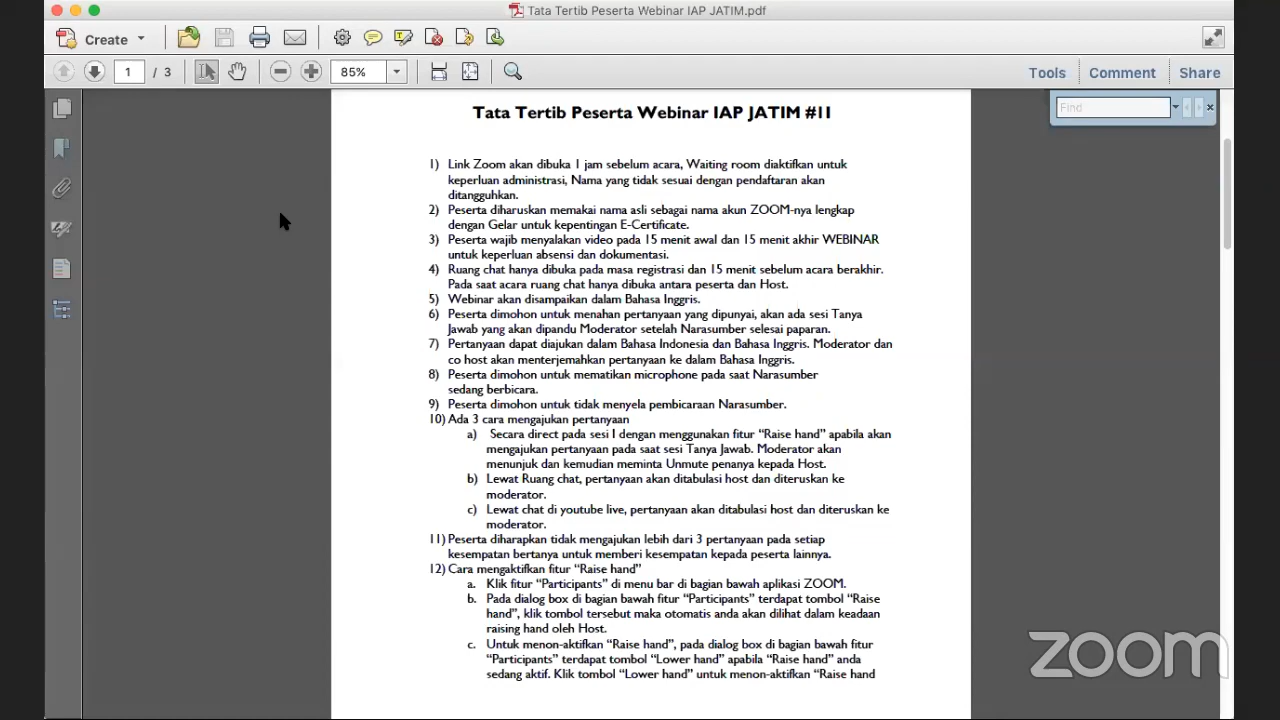 Tata Tertib Peserta Webinar IAP JATIM.pdf
Create
1 / 3
85%
Tools
Comment
Share
Find
Tata Tertib Peserta Webinar IAP JATIM #11
1) Link Zoom akan dibuka 1 jam sebelum acara, Waiting room diaktifkan untuk
keperluan administrasi, Nama yang tidak sesuai dengan pendaftaran akan
ditangguhkan.
2) Peserta diharuskan memakai nama asli sebagai nama akun ZOOM-nya lengkap
dengan Gelar untuk kepentingan E-Certificate.
3) Peserta wajib menyalakan video pada 15 menit awal dan 15 menit akhir WEBINAR
untuk keperluan absensi dan dokumentasi.
4) Ruang chat hanya dibuka pada masa registrasi dan 15 menit sebelum acara berakhir.
Pada saat acara ruang chat hanya dibuka antara peserta dan Host.
5) Webinar akan disampaikan dalam Bahasa Inggris.
6) Peserta dimohon untuk menahan pertanyaan yang dipunyai, akan ada sesi Tanya
Jawab yang akan dipandu Moderator setelah Narasumber selesai paparan.
7) Pertanyaan dapat diajukan dalam Bahasa Indonesia dan Bahasa Inggris. Moderator dan
co host akan menterjemahkan pertanyaan ke dalam Bahasa Inggris.
8) Peserta dimohon untuk mematikan microphone pada saat Narasumber
sedang berbicara.
9) Peserta dimohon untuk tidak menyela pembicaraan Narasumber.
10) Ada 3 cara mengajukan pertanyaan
a) Secara direct pada sesi I dengan menggunakan fitur “Raise hand” apabila akan
mengajukan pertanyaan pada saat sesi Tanya Jawab. Moderator akan
menunjuk dan kemudian meminta Unmute penanya kepada Host.
b) Lewat Ruang chat, pertanyaan akan ditabulasi host dan diteruskan ke
moderator.
c) Lewat chat di youtube live, pertanyaan akan ditabulasi host dan diteruskan ke
moderator.
11) Peserta diharapkan tidak mengajukan lebih dari 3 pertanyaan pada setiap
kesempatan bertanya untuk memberi kesempatan kepada peserta lainnya.
12) Cara mengaktifkan fitur “Raise hand”
a. Klik fitur “Participants” di menu bar di bagian bawah aplikasi ZOOM.
b. Pada dialog box di bagian bawah fitur “Participants” terdapat tombol “Raise
hand”, klik tombol tersebut maka otomatis anda akan dilihat dalam keadaan
raising hand oleh Host.
c. Untuk menon-aktifkan “Raise hand”, pada dialog box di bagian bawah fitur
“Participants” terdapat tombol “Lower hand” apabila “Raise hand” anda
sedang aktif. Klik tombol “Lower hand” untuk menon-aktifkan “Raise hand
zoom